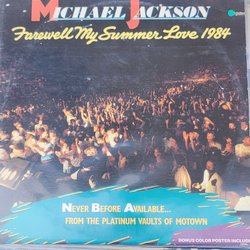 MICHAEL JACKSON
Farewell My Summer Love 1984
NEVER BEFORE AVAILABLE...
FROM THE PLATINUM VAULTS OF MOTOWN
BONUS COLOR POSTER INCLUDED